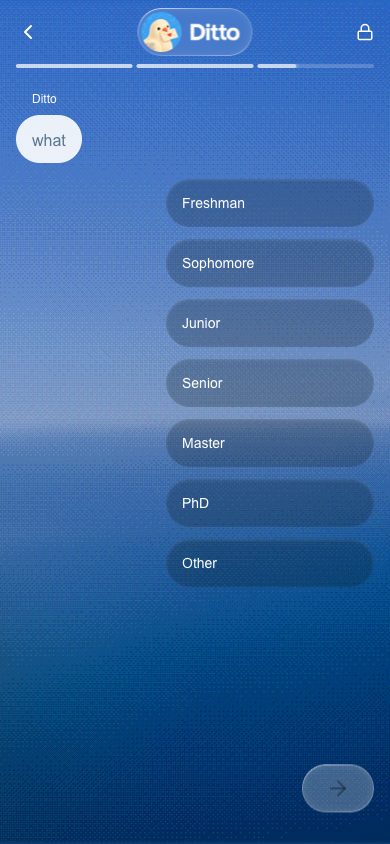 Ditto
Ditto
what
Freshman
Sophomore
Junior
Senior
Master
PhD
Other